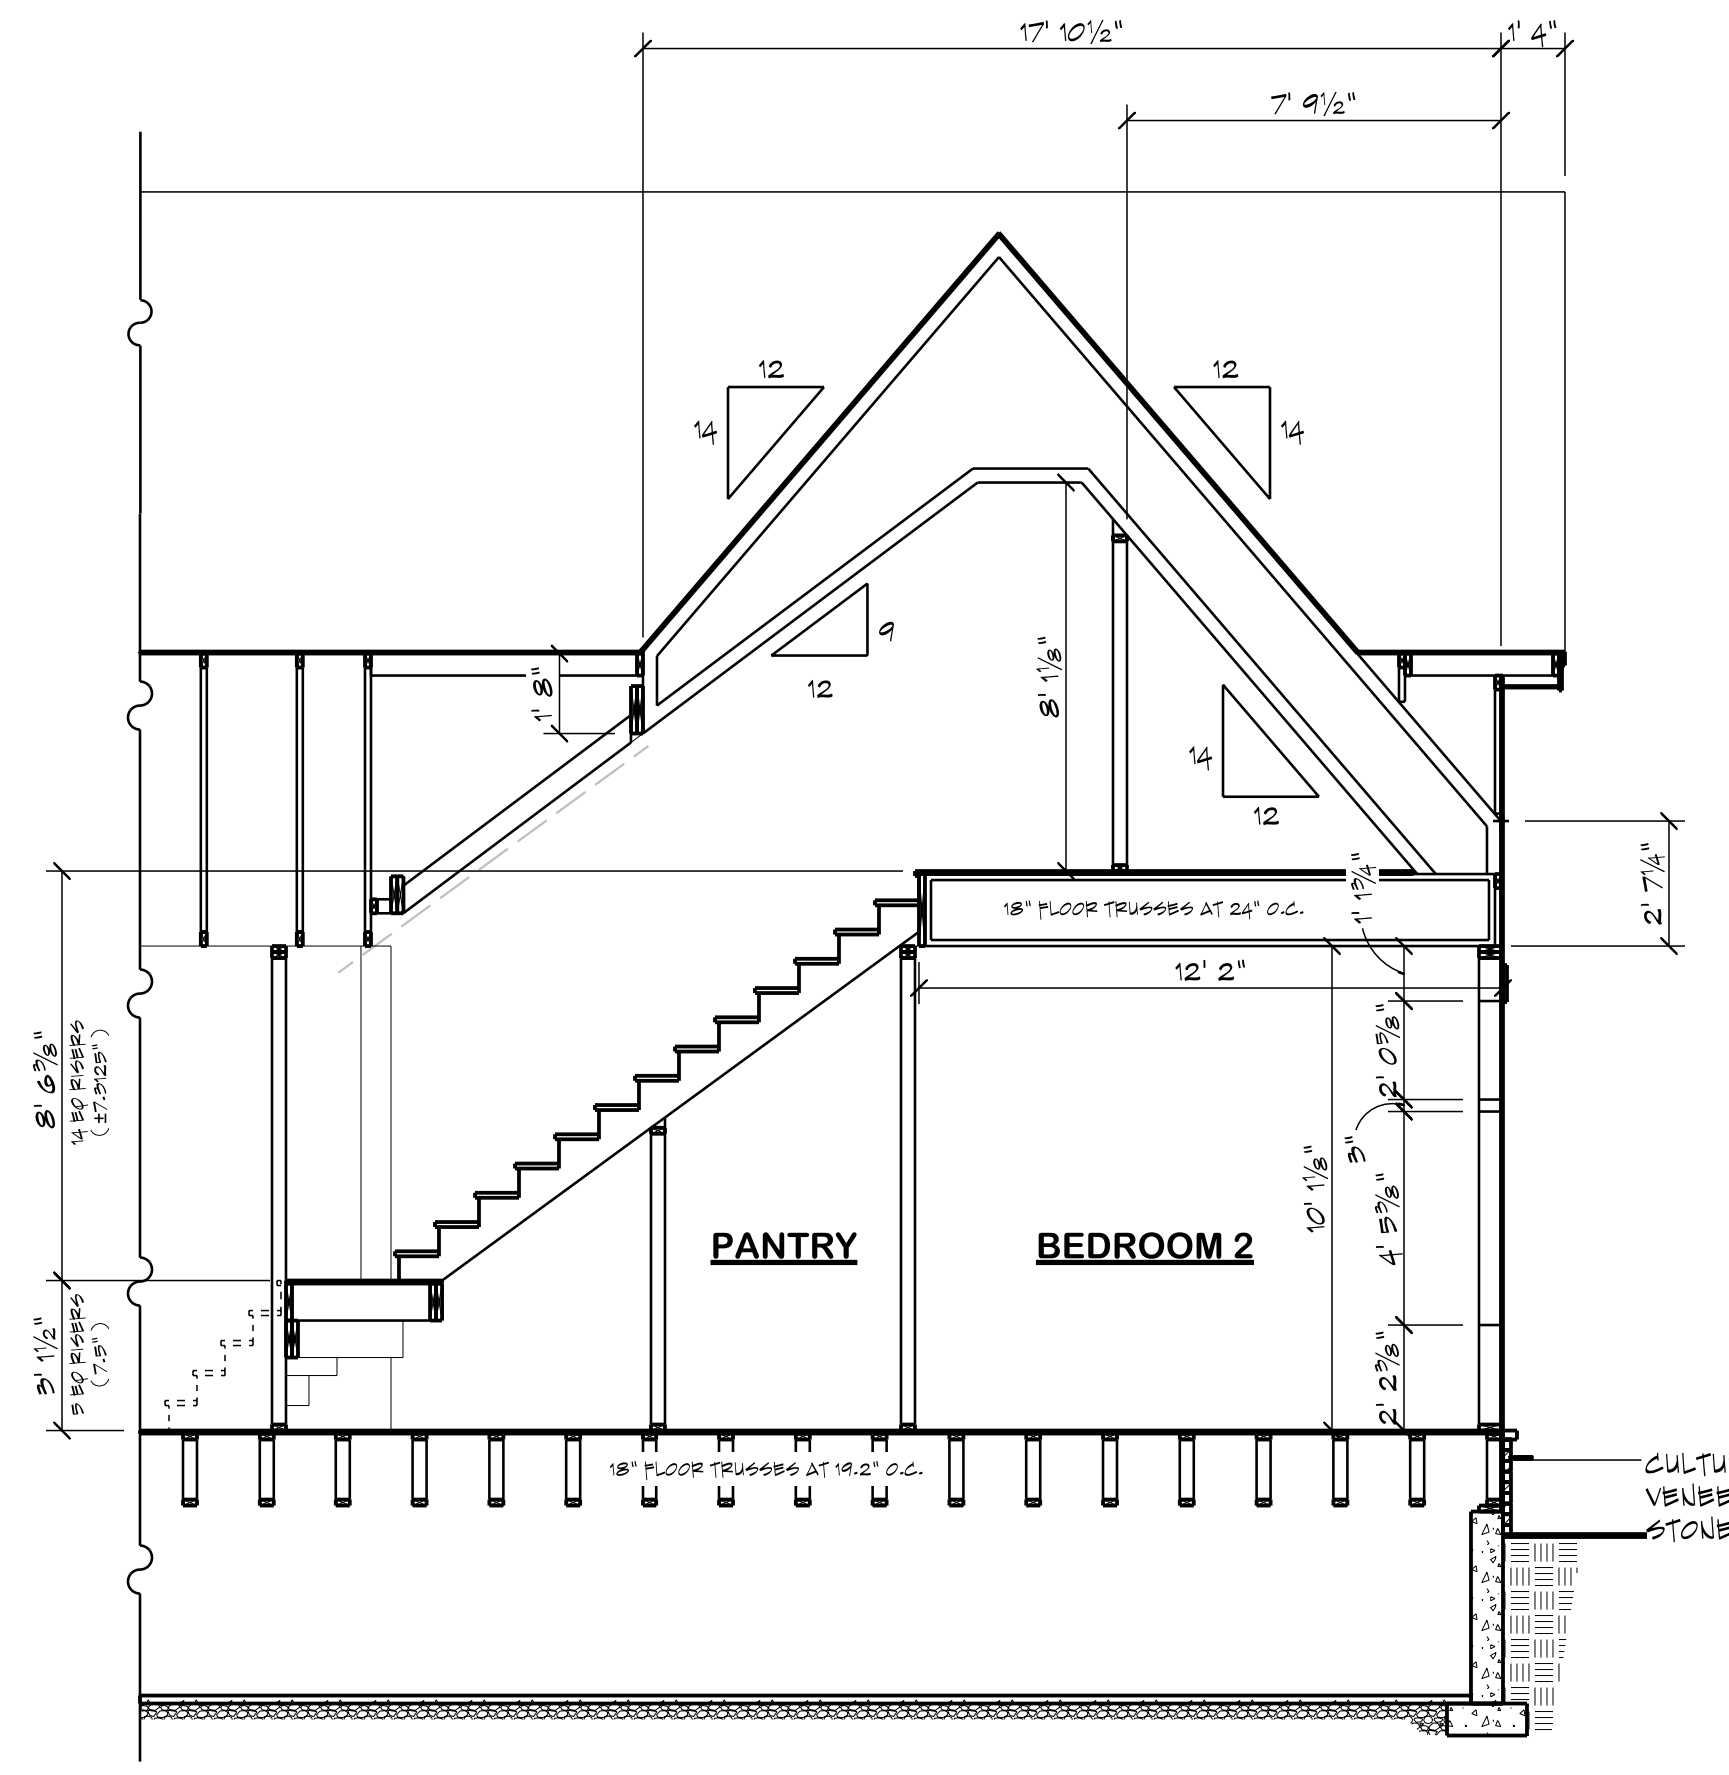 17' 10½"
1' 4"
7' 9½"
12
12
14
14
9
12
1' 8"
8' 1⅛"
14
12
2' 7¼"
1' 1¾"
18" FLOOR TRUSSES AT 24" O.C.
12' 2"
8' 6⅜"
14 EQ RISERS
(±7.3125")
2' 0⅝"
3"
10' 1⅛"
4' 5⅜"
PANTRY
BEDROOM 2
3' 1½"
5 EQ RISERS
(7.5")
2' 2⅜"
18" FLOOR TRUSSES AT 19.2" O.C.
CULTU
VENEE
STONE